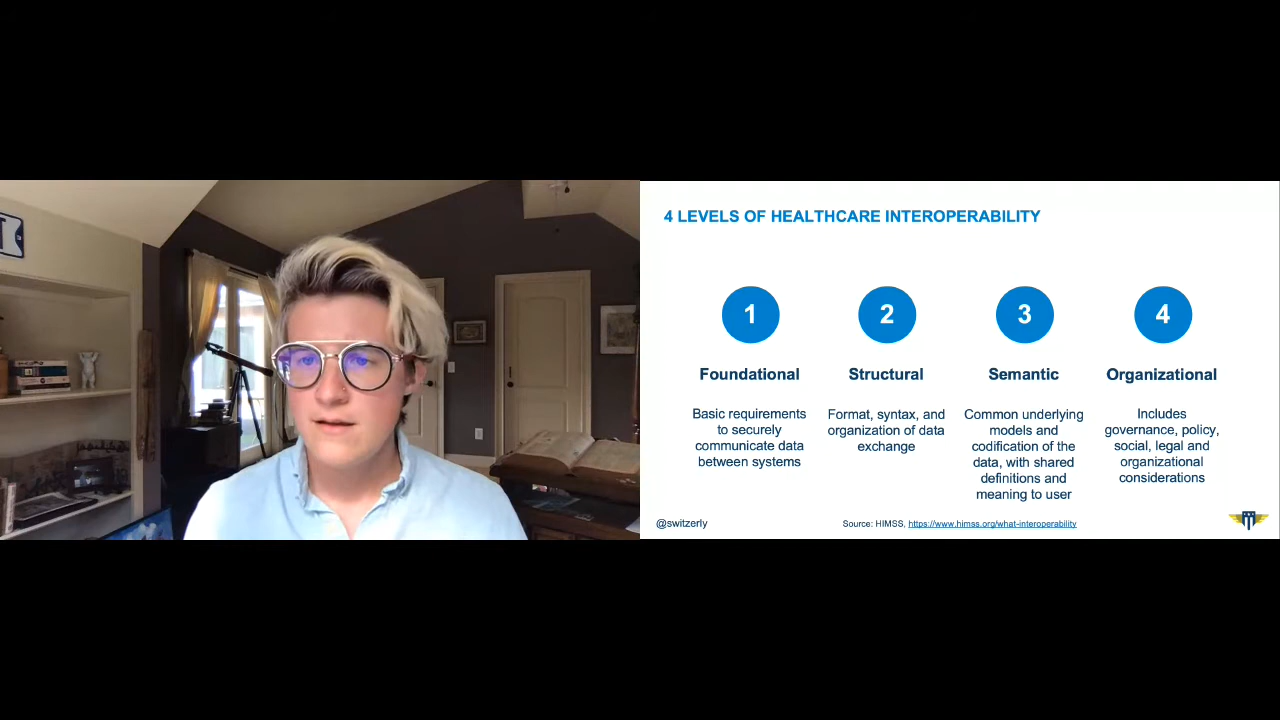 4 LEVELS OF HEALTHCARE INTEROPERABILITY
1
2
3
4
Foundational
Structural
Semantic
Organizational
Basic requirements
to securely
communicate data
between systems
Format, syntax, and
organization of data
exchange
Common underlying
models and
codification of the
data, with shared
definitions and
meaning to user
Includes
governance, policy,
social, legal and
organizational
considerations
@switzerly
Source: HIMSS, https://www.himss.org/what-interoperability